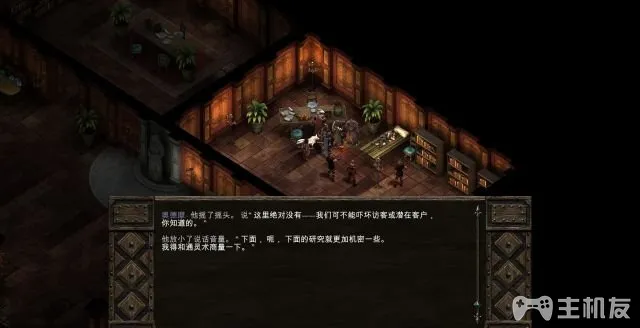 奥德娜 他摇了摇头。 说"这里绝对没有——我们可不能吓坏访客或潜在客户，
你知道的。"
他放小了说话音量。"下面，呃，下面的研究就更加机密一些。
我得和通灵术商量一下。"
主机友